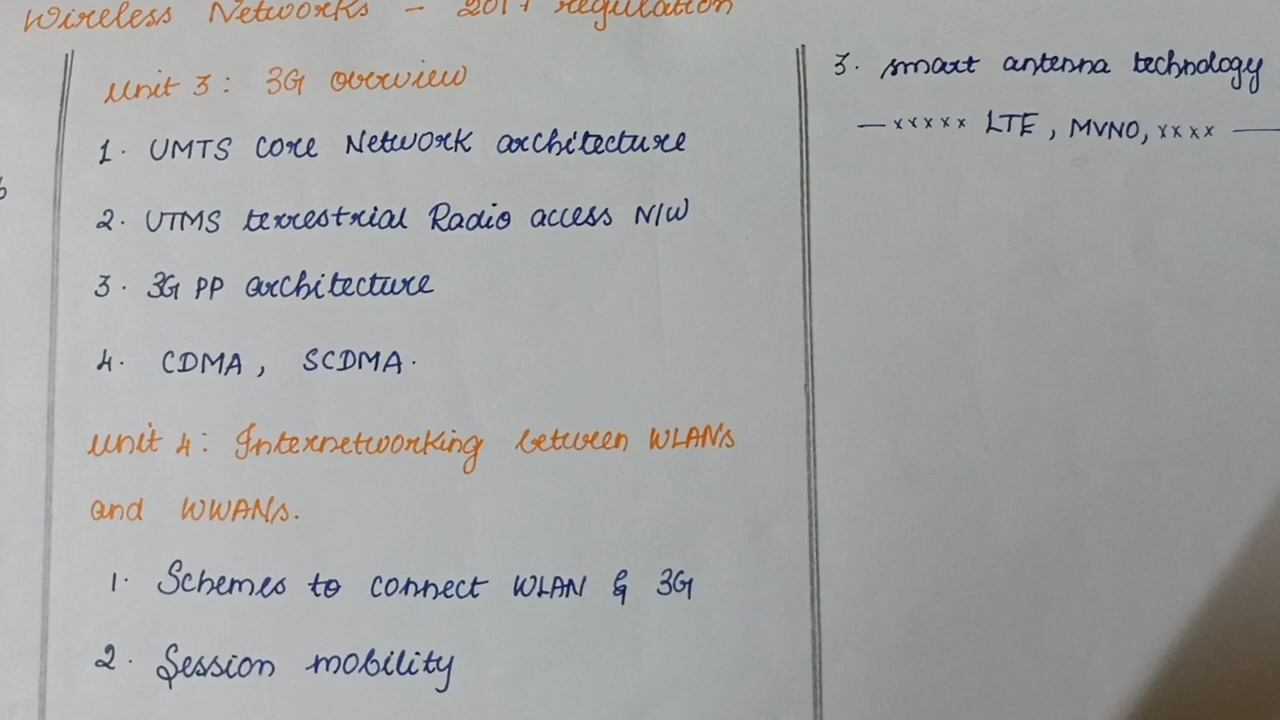 Wireless Networks - 2017 regulation
Unit 3: 3G overview
1. UMTS core Network architecture
2. UTMS terrestrial Radio access N/W
3. 3G PP architecture
4. CDMA, SCDMA.
Unit 4: Internetworking between WLANs
and WWANs.
1. Schemes to connect WLAN & 3G
2. Session mobility
3. smart antenna technology
— xxxxx LTE, MVNO, xxxx —